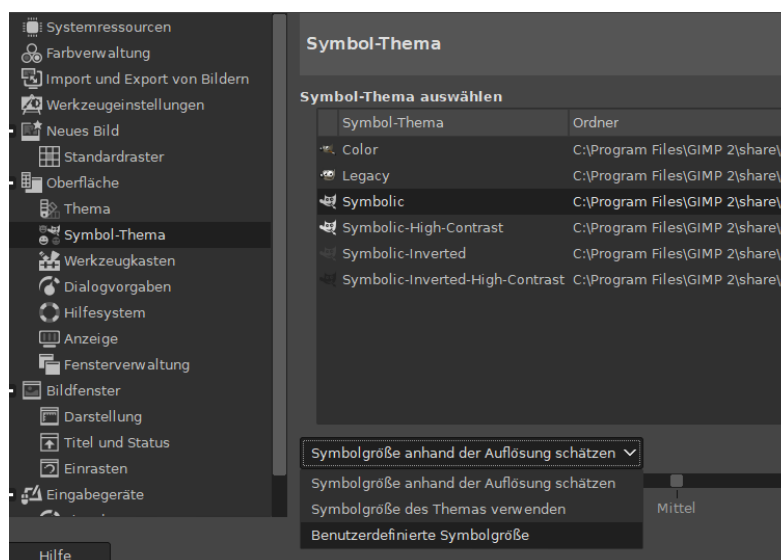 Systemressourcen
Farbverwaltung
Import und Export von Bildern
Werkzeugeinstellungen
Neues Bild
Standardraster
Oberfläche
Thema
Symbol-Thema
Werkzeugkasten
Dialogvorgaben
Hilfesystem
Anzeige
Fensterverwaltung
Bildfenster
Darstellung
Titel und Status
Einrasten
Eingabegeräte
Hilfe
Symbol-Thema
Symbol-Thema auswählen
Symbol-Thema Ordner
Color C:\Program Files\GIMP 2\share\
Legacy C:\Program Files\GIMP 2\share\
Symbolic C:\Program Files\GIMP 2\share\
Symbolic-High-Contrast C:\Program Files\GIMP 2\share\
Symbolic-Inverted C:\Program Files\GIMP 2\share\
Symbolic-Inverted-High-Contrast C:\Program Files\GIMP 2\share\
Symbolgröße anhand der Auflösung schätzen
Symbolgröße anhand der Auflösung schätzen
Symbolgröße des Themas verwenden
Mittel
Benutzerdefinierte Symbolgröße